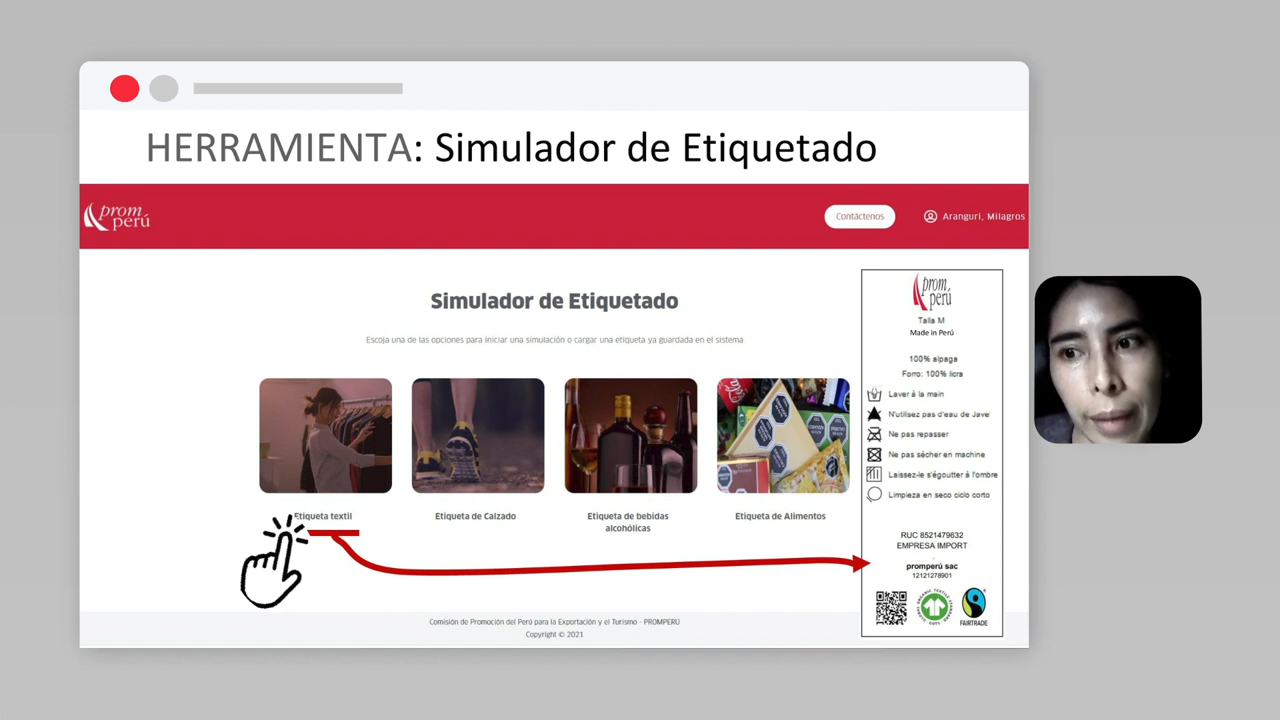 HERRAMIENTA: Simulador de Etiquetado
prom
perú
Contáctenos
Aranguri, Milagros
Simulador de Etiquetado
Escoja una de las opciones para iniciar una simulación o cargar una etiqueta ya guardada en el sistema
Etiqueta textil
Etiqueta de Calzado
Etiqueta de bebidas
alcohólicas
Etiqueta de Alimentos
prom
perú
Talla M
Made in Perú
100% alpaga
Forro: 100% licra
Laver à la main
N'utilisez pas d'eau de Javel
Ne pas repasser
Ne pas sécher en machine
Laissez-le s'égoutter à l'ombre
Limpieza en seco ciclo corto
RUC 8521479632
EMPRESA IMPORT
promperú sac
12121278901
GOTS
FAIRTRADE
Comisión de Promoción del Perú para la Exportación y el Turismo - PROMPERÚ
Copyright © 2021